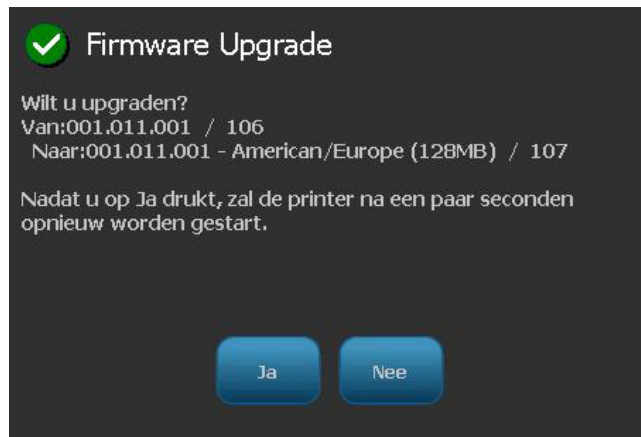 Firmware Upgrade
Wilt u upgraden?
Van:001.011.001 / 106
Naar:001.011.001 - American/Europe (128MB) / 107
Nadat u op Ja drukt, zal de printer na een paar seconden
opnieuw worden gestart.
Ja
Nee